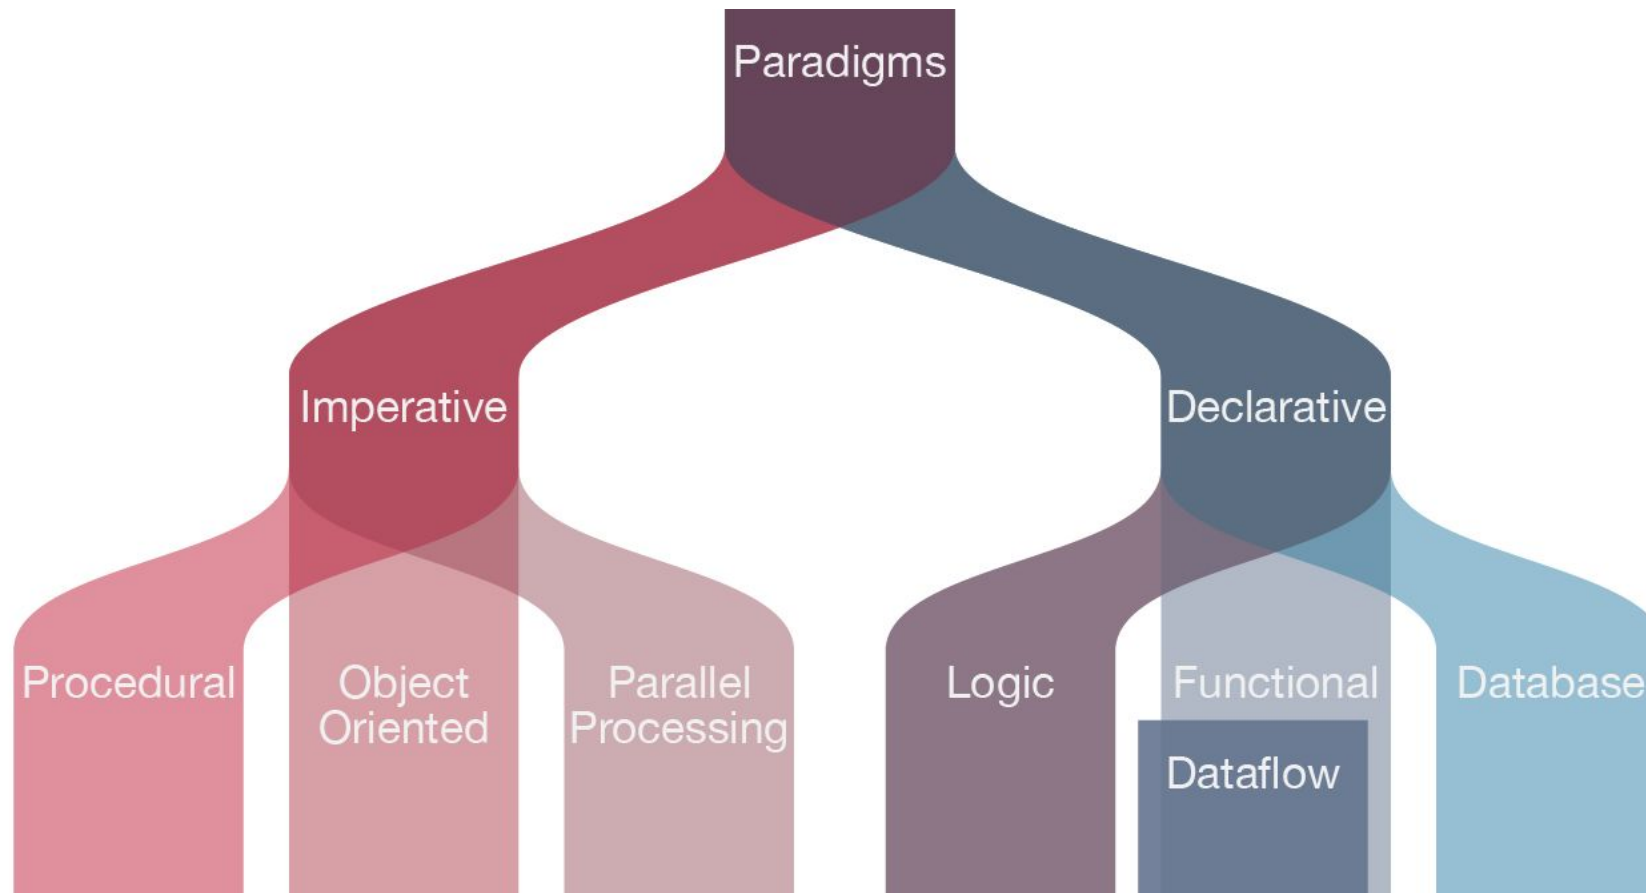 Paradigms
Imperative
Declarative
Procedural
Object
Oriented
Parallel
Processing
Logic
Functional
Dataflow
Database